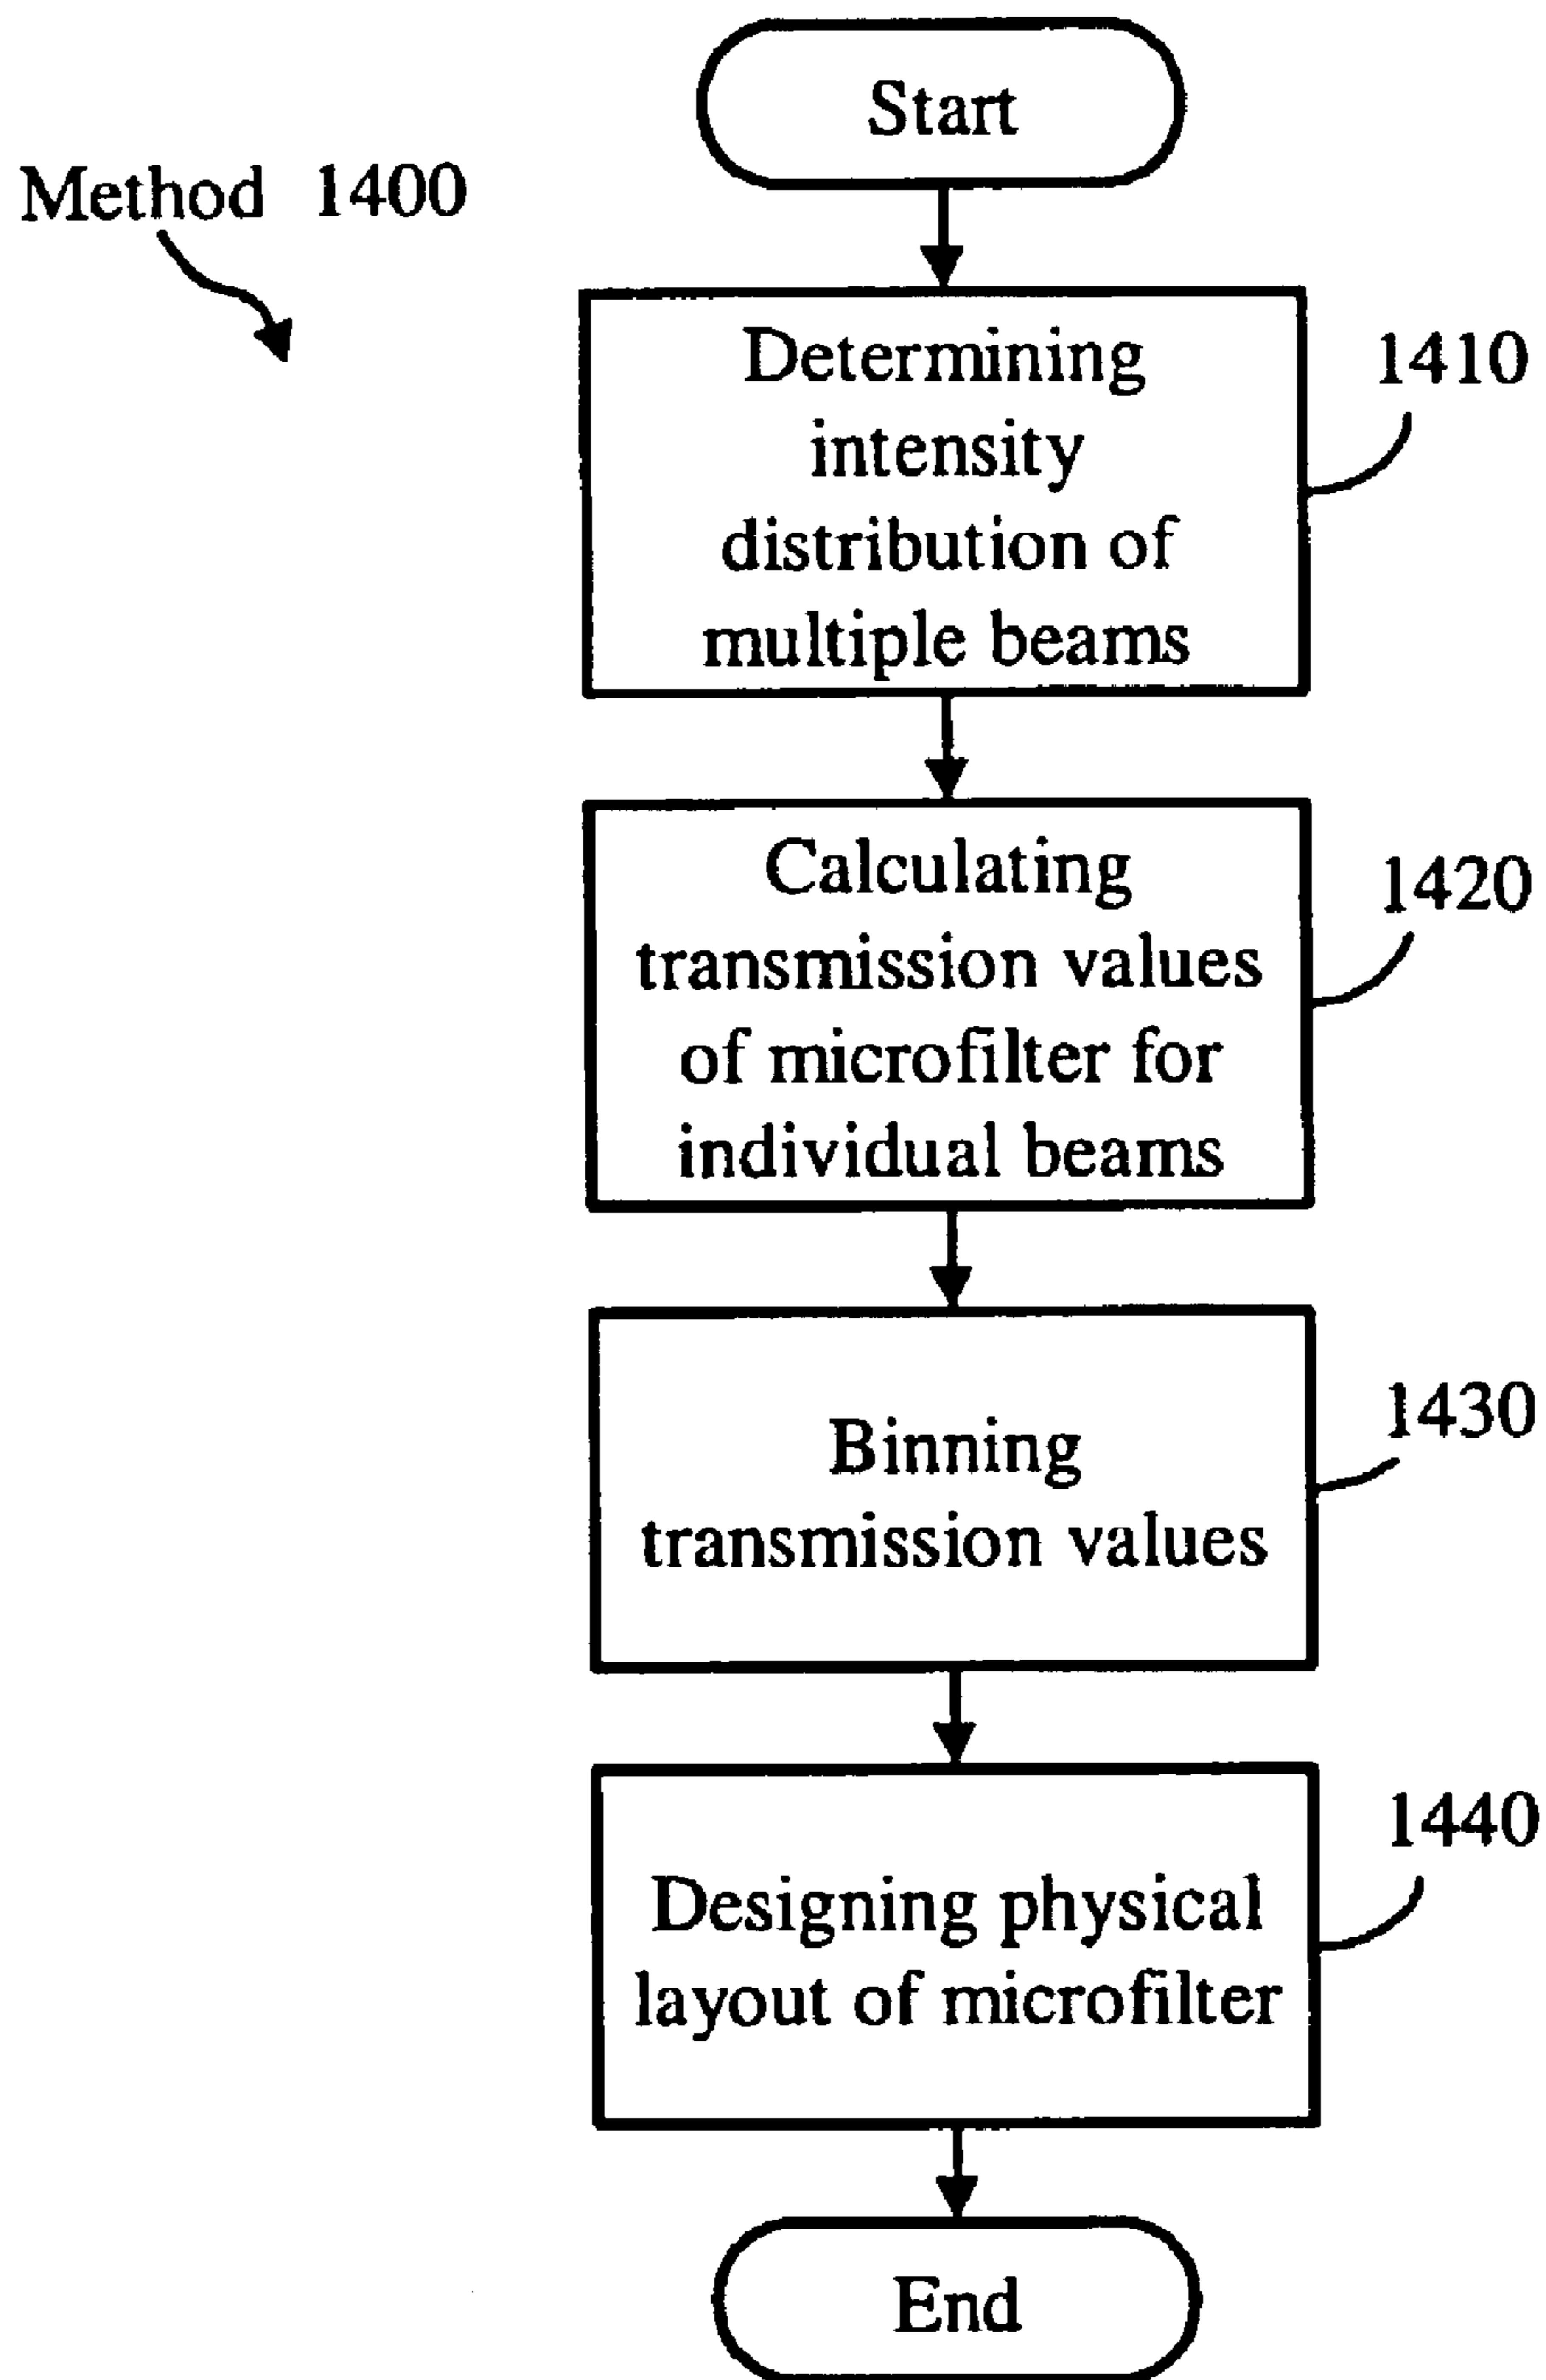 Start
Method 1400
Determining
intensity
distribution of
multiple beams
1410
Calculating
transmission values
of microfilter for
individual beams
1420
Binning
transmission values
1430
Designing physical
layout of microfilter
1440
End